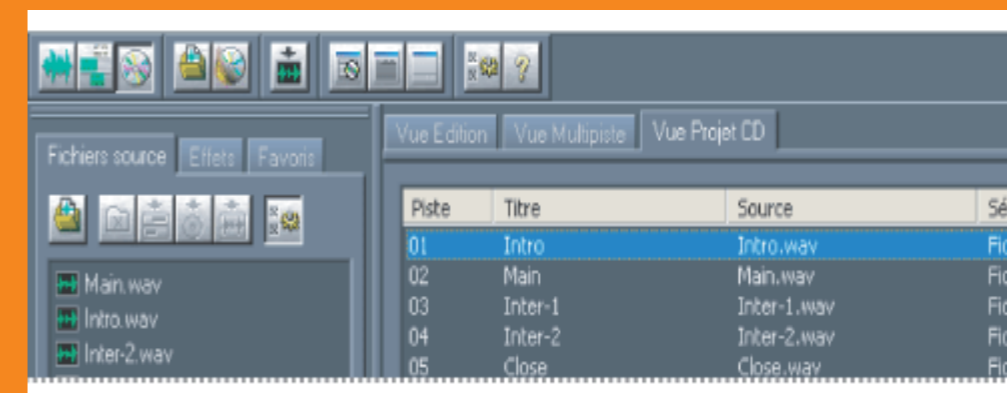 Fichiers source Effets Favoris
Main.wav
Intro.wav
Inter-2.wav
Vue Edition Vue Multipiste Vue Projet CD
Piste Titre Source
01 Intro Intro.wav
02 Main Main.wav
03 Inter-1 Inter-1.wav
04 Inter-2 Inter-2.wav
05 Close Close.wav